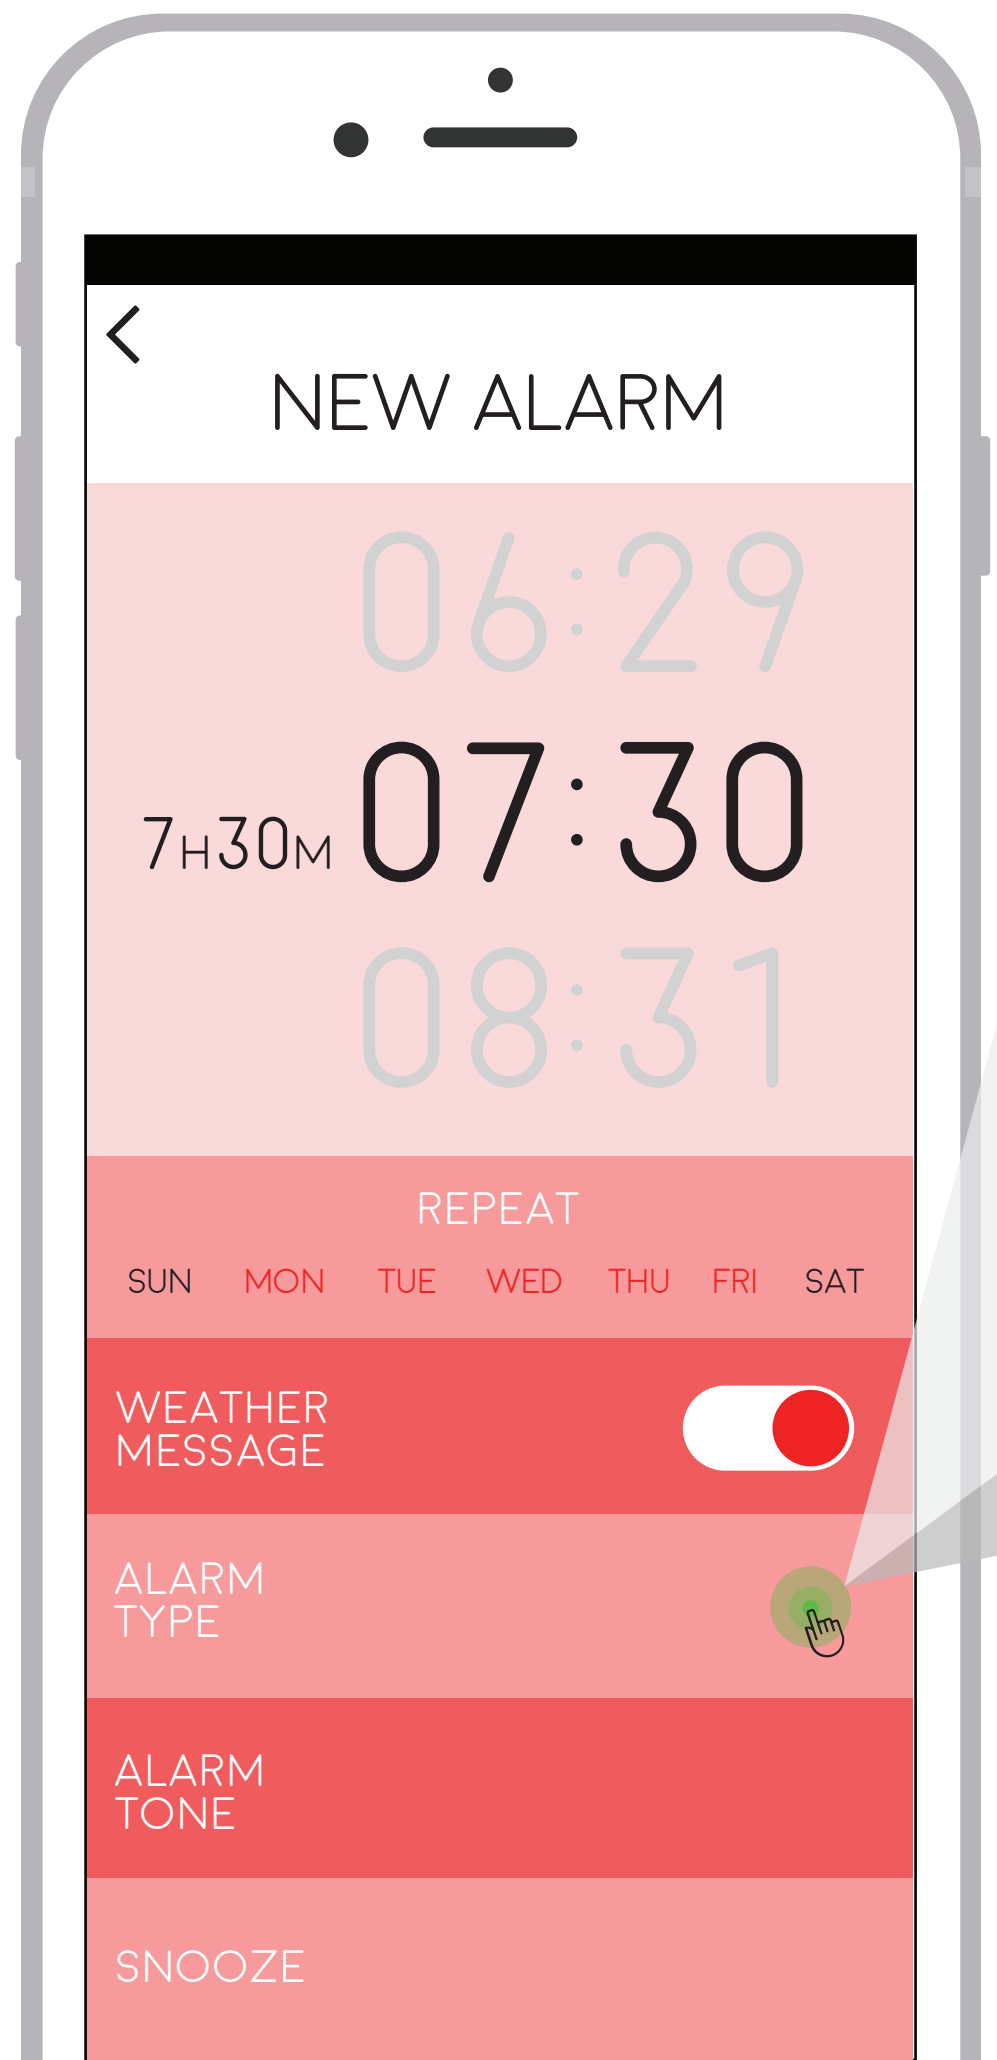 NEW ALARM
06:29
7H30M 07:30
08:31
REPEAT
SUN MON TUE WED THU FRI SAT
WEATHER
MESSAGE
ALARM
TYPE
ALARM
TONE
SNOOZE